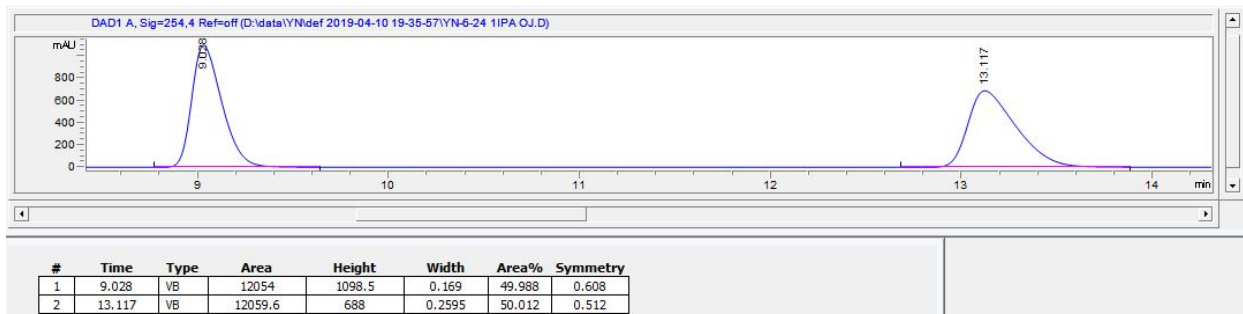 DAD1 A, Sig=254,4 Ref=off (D:\data\YN\def 2019-04-10 19-35-57\YN-6-24 1IPA OJ.D)
mAU
9.028
13.117
800
600
400
200
0
9 10 11 12 13 14 min
# Time Type Area Height Width Area% Symmetry
1 9.028 VB 12054 1098.5 0.169 49.988 0.608
2 13.117 VB 12059.6 688 0.2595 50.012 0.512